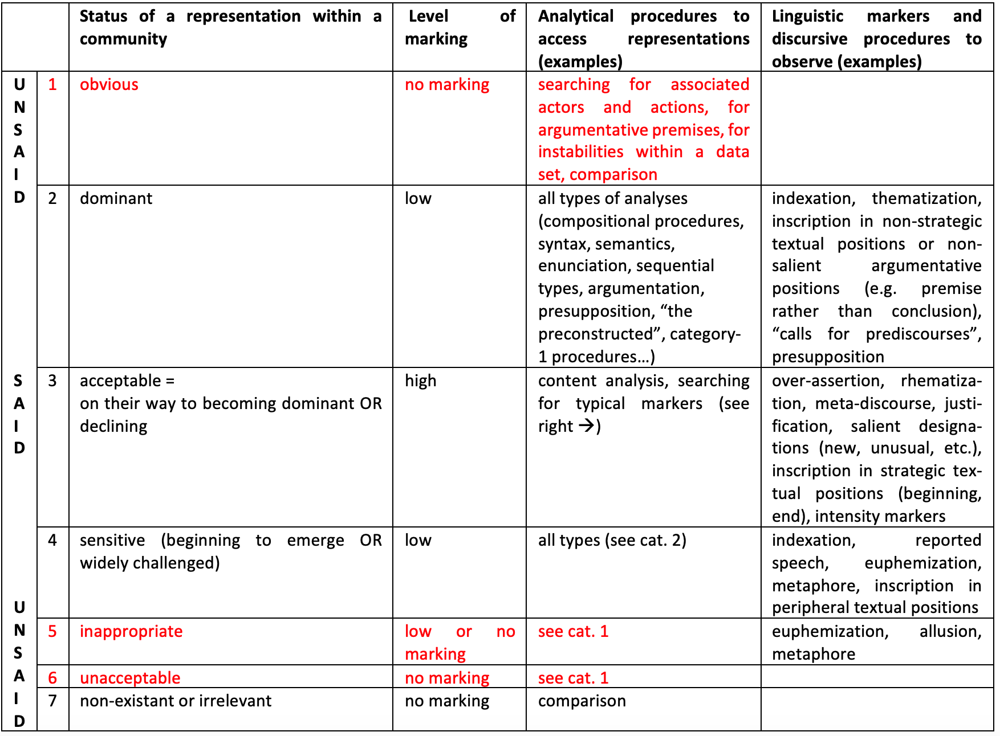 Status of a representation within a community
Level of marking
Analytical procedures to access representations (examples)
Linguistic markers and discursive procedures to observe (examples)
UNSAID
1
obvious
no marking
searching for associated
actors and actions, for
argumentative premises, for
instabilities within a data
set, comparison
2
dominant
low
all types of analyses
(compositional procedures,
syntax, semantics,
enunciation, sequential
types, argumentation,
presupposition, “the
preconstructed”, category-
1 procedures...)
indexation, thematization,
inscription in non-strategic
textual positions or non-
salient argumentative
positions (e.g. premise
rather than conclusion),
“calls for prediscourses”,
presupposition
SAID
3
acceptable =
on their way to becoming dominant OR
declining
high
content analysis, searching
for typical markers (see
right →)
over-assertion, rhematiza-
tion, meta-discourse, justi-
fication, salient designa-
tions (new, unusual, etc.),
inscription in strategic tex-
tual positions (beginning,
end), intensity markers
4
sensitive (beginning to emerge OR
widely challenged)
low
all types (see cat. 2)
indexation, reported
speech, euphemization,
metaphore, inscription in
peripheral textual positions
UNSAID
5
inappropriate
low or no
marking
see cat. 1
euphemization, allusion,
metaphore
6
unacceptable
no marking
see cat. 1
7
non-existant or irrelevant
no marking
comparison